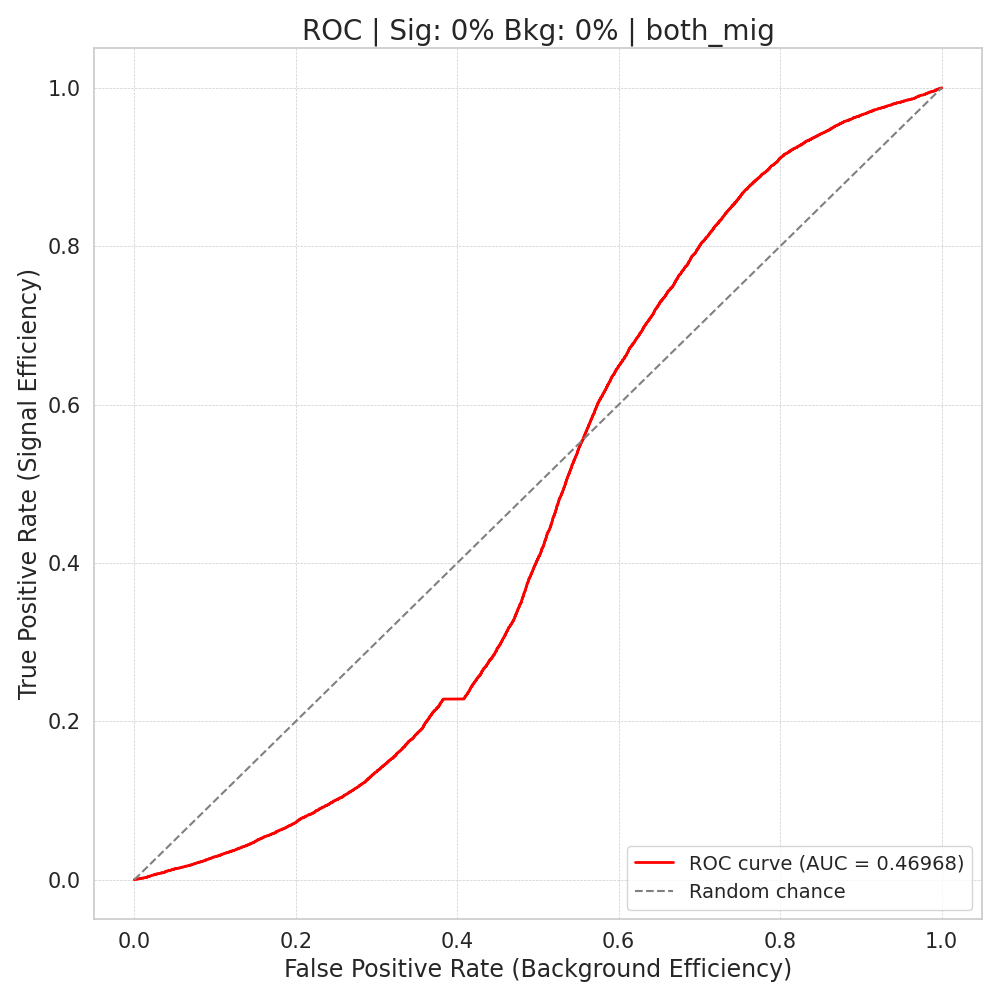 ROC | Sig: 0% Bkg: 0% | both_mig
True Positive Rate (Signal Efficiency)
1.0
0.8
0.6
0.4
0.2
0.0
ROC curve (AUC = 0.46968)
Random chance
0.0 0.2 0.4 0.6 0.8 1.0
False Positive Rate (Background Efficiency)